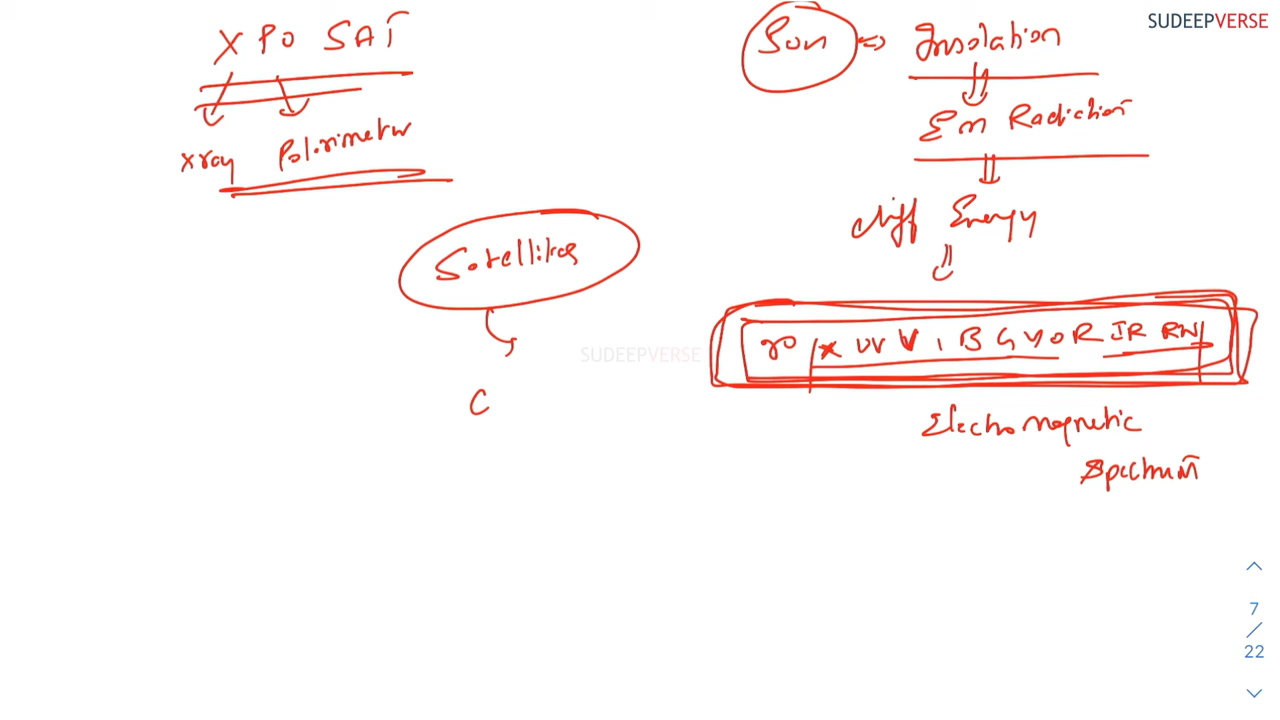 SUDEEPVERSE
X PO SAT
xray Polarimeter
Satellites
C
Sun <=> Insolation
Em Radiation
diff Energy
X UV V I B G Y O R IR RW
Electromagnetic
Spectrum
SUDEEPVERSE
7
/
22